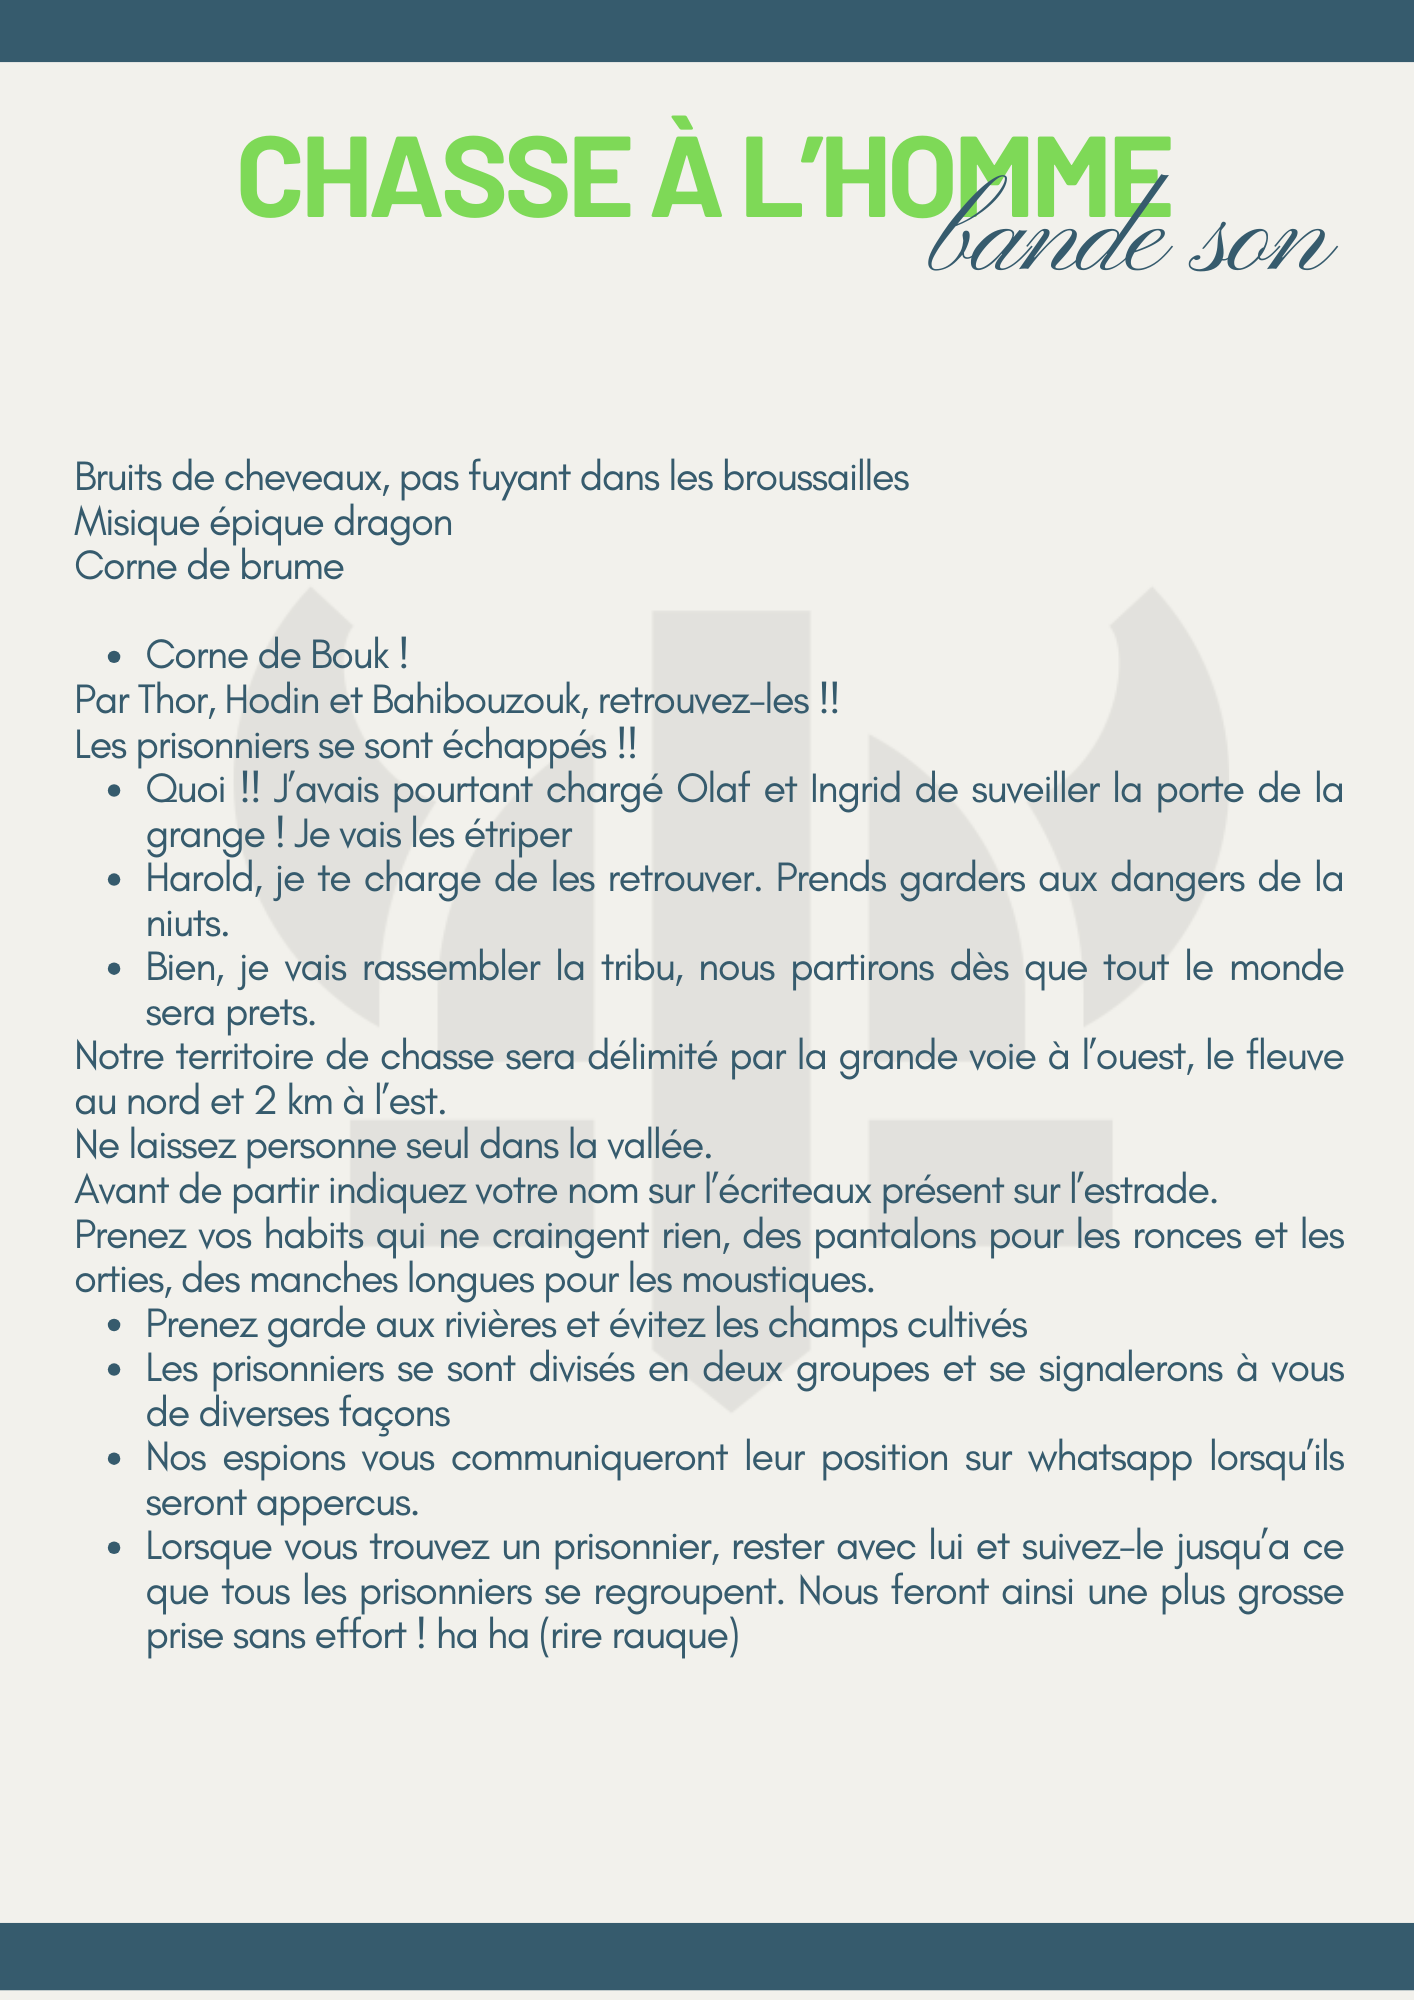 CHASSE À L'HOMME
bande son
Bruits de cheveaux, pas fuyant dans les broussailles
Misique épique dragon
Corne de brume
• Corne de Bouk !
Par Thor, Hodin et Bahibouzouk, retrouvez-les !!
Les prisonniers se sont échappés !!
• Quoi !! J'avais pourtant chargé Olaf et Ingrid de suveiller la porte de la
grange ! Je vais les étriper
• Harold, je te charge de les retrouver. Prends garders aux dangers de la
niuts.
• Bien, je vais rassembler la tribu, nous partirons dès que tout le monde
sera prets.
Notre territoire de chasse sera délimité par la grande voie à l'ouest, le fleuve
au nord et 2 km à l'est.
Ne laissez personne seul dans la vallée.
Avant de partir indiquez votre nom sur l'écriteaux présent sur l'estrade.
Prenez vos habits qui ne craingent rien, des pantalons pour les ronces et les
orties, des manches longues pour les moustiques.
• Prenez garde aux rivières et évitez les champs cultivés
• Les prisonniers se sont divisés en deux groupes et se signalerons à vous
de diverses façons
• Nos espions vous communiqueront leur position sur whatsapp lorsqu'ils
seront appercus.
• Lorsque vous trouvez un prisonnier, rester avec lui et suivez-le jusqu'a ce
que tous les prisonniers se regroupent. Nous feront ainsi une plus grosse
prise sans effort ! ha ha (rire rauque)